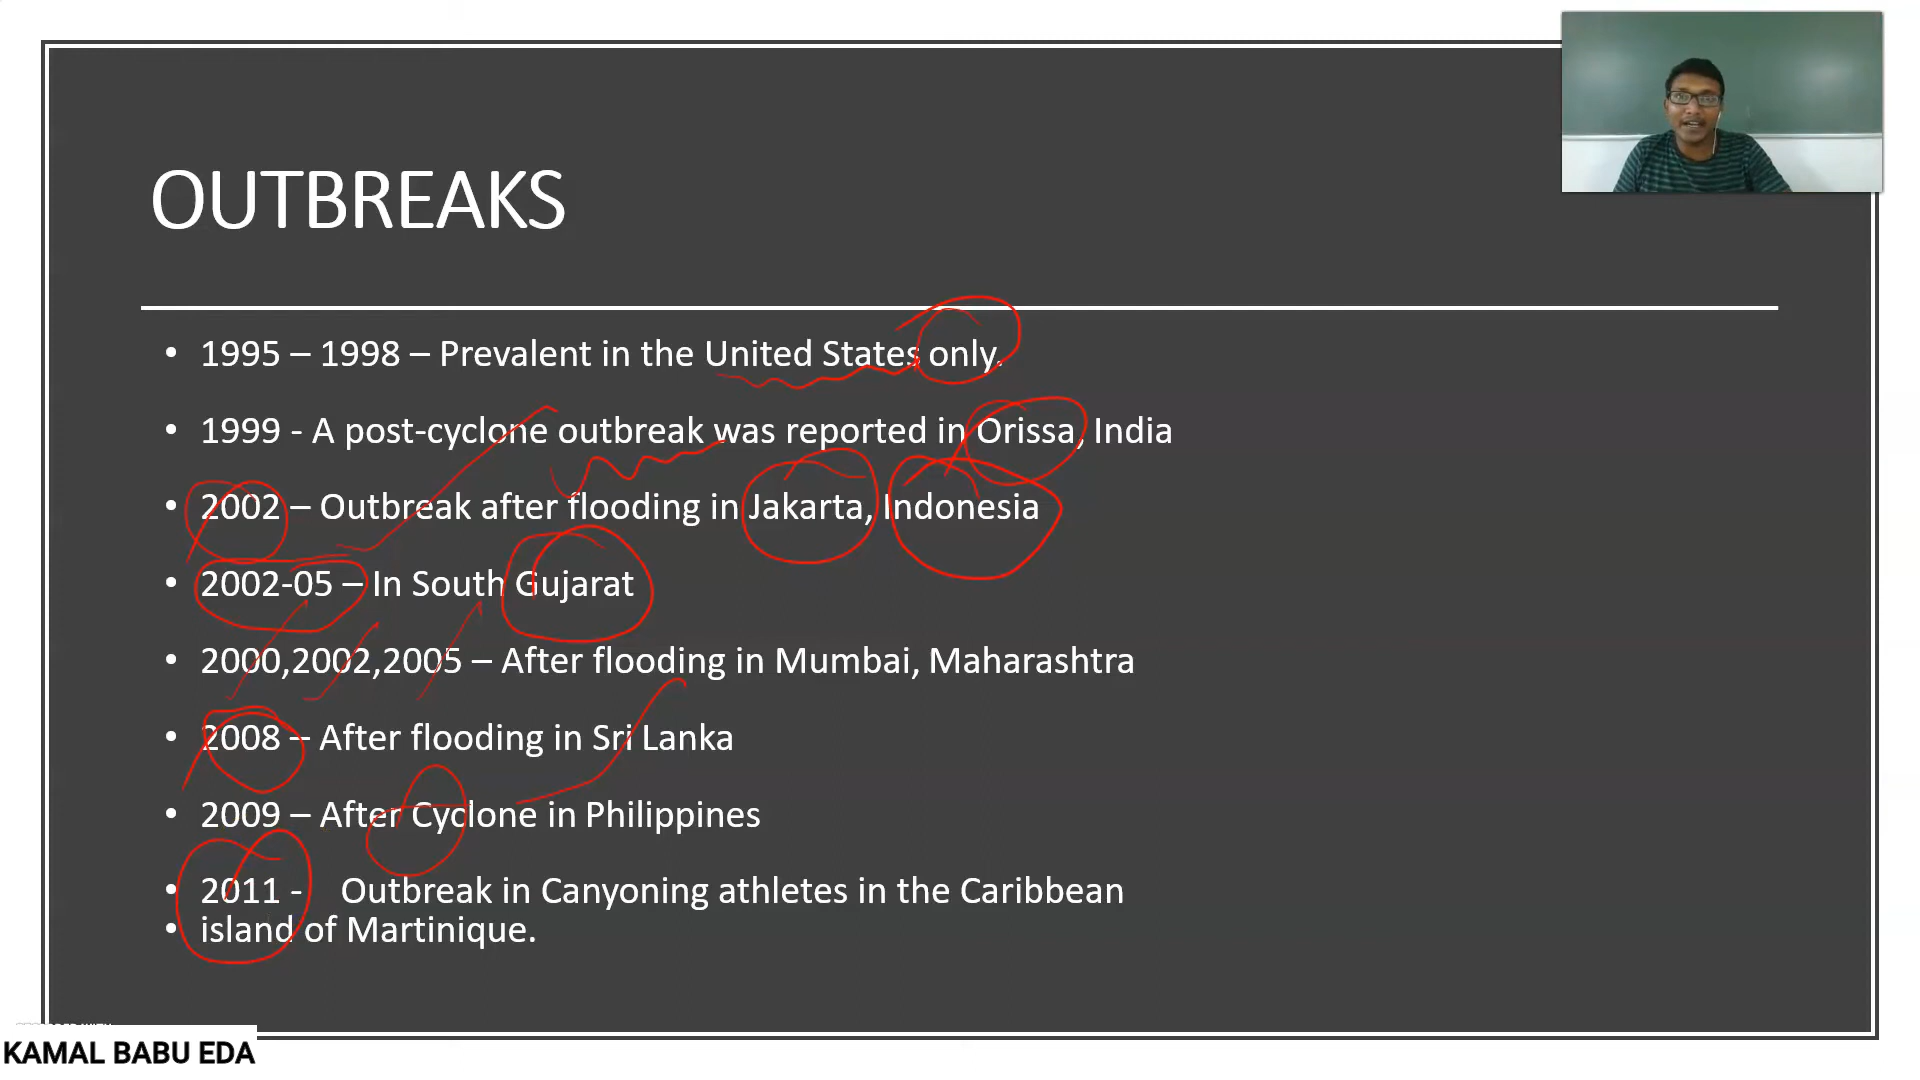 OUTBREAKS
• 1995 – 1998 – Prevalent in the United States only.
• 1999 - A post-cyclone outbreak was reported in Orissa, India
• 2002 – Outbreak after flooding in Jakarta, Indonesia
• 2002-05 – In South Gujarat
• 2000,2002,2005 – After flooding in Mumbai, Maharashtra
• 2008 – After flooding in Sri Lanka
• 2009 – After Cyclone in Philippines
• 2011 - Outbreak in Canyoning athletes in the Caribbean
• island of Martinique.
KAMAL BABU EDA